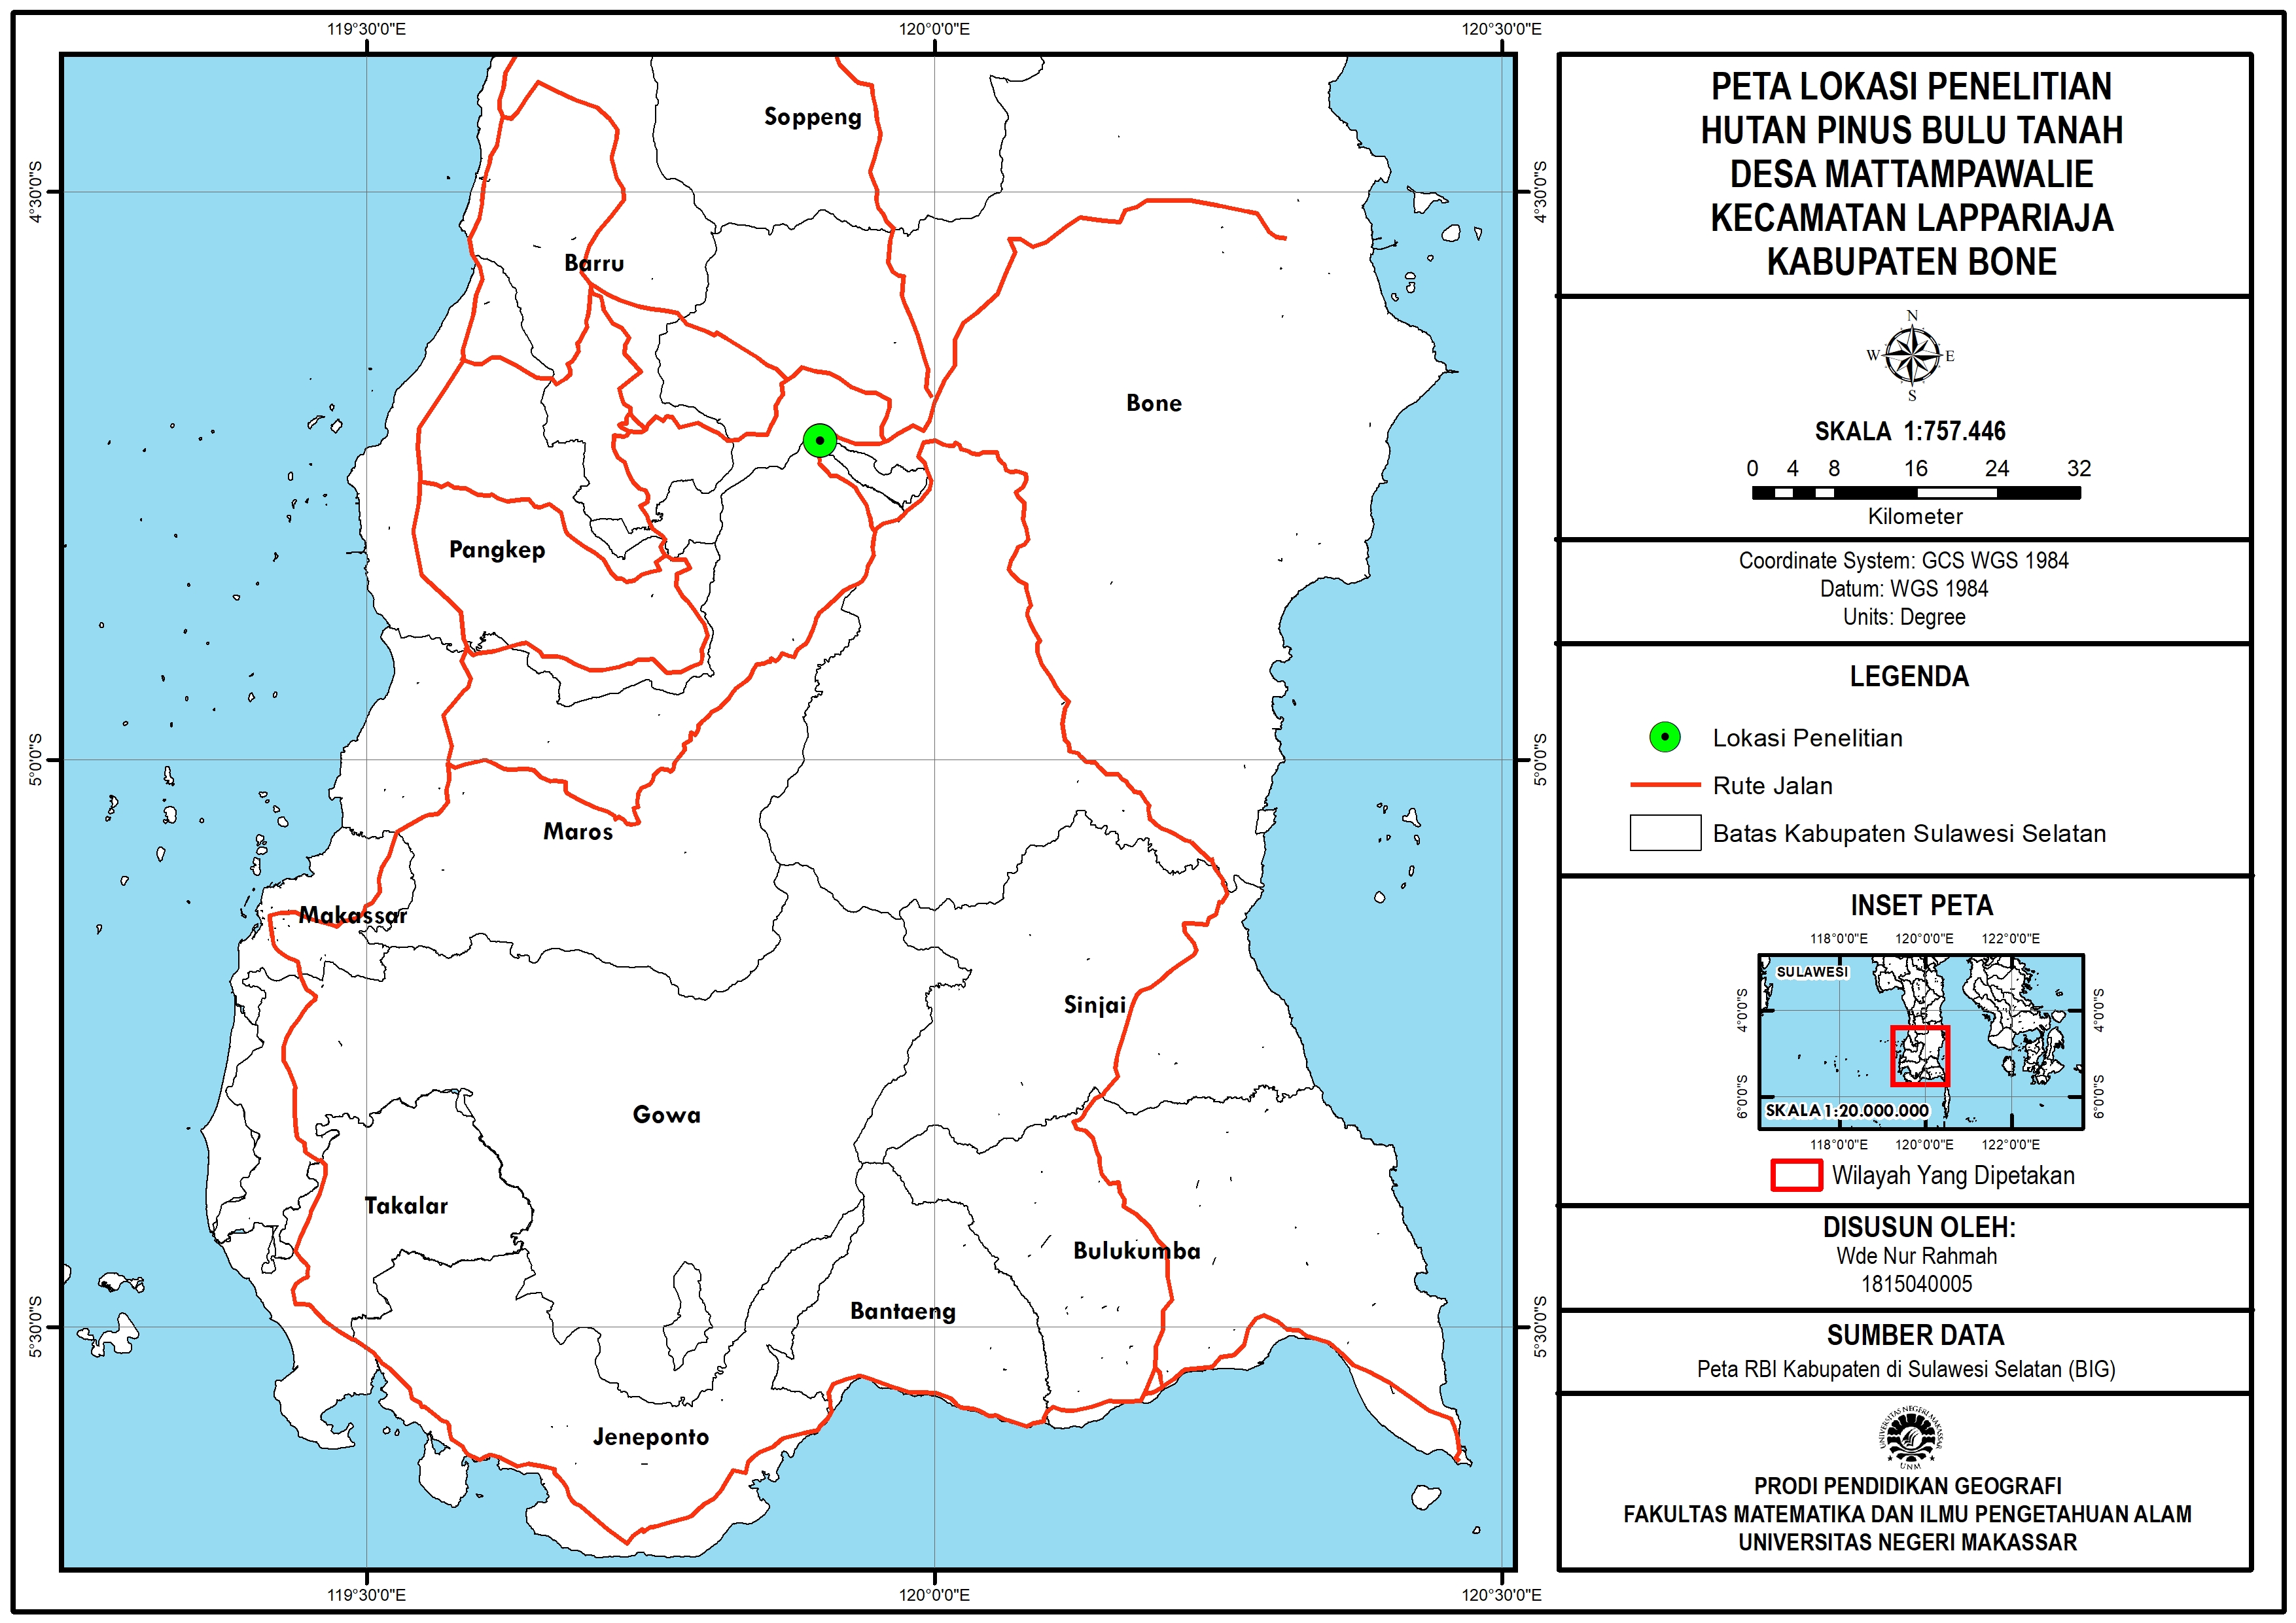 119°30'0"E
120°0'0"E
120°30'0"E
4°30'0"S
4°30'0"S
5°0'0"S
5°0'0"S
5°30'0"S
5°30'0"S
119°30'0"E
120°0'0"E
120°30'0"E
Soppeng
Barru
Bone
Pangkep
Maros
Makassar
Sinjai
Gowa
Takalar
Bulukumba
Bantaeng
Jeneponto
PETA LOKASI PENELITIAN
HUTAN PINUS BULU TANAH
DESA MATTAMPAWALIE
KECAMATAN LAPPARIAJA
KABUPATEN BONE
N
W E
S
SKALA 1:757.446
0 4 8 16 24 32
Kilometer
Coordinate System: GCS WGS 1984
Datum: WGS 1984
Units: Degree
LEGENDA
Lokasi Penelitian
Rute Jalan
Batas Kabupaten Sulawesi Selatan
INSET PETA
118°0'0"E 120°0'0"E 122°0'0"E
SULAWESI
4°0'0"S 4°0'0"S
6°0'0"S 6°0'0"S
SKALA 1:20.000.000
118°0'0"E 120°0'0"E 122°0'0"E
Wilayah Yang Dipetakan
DISUSUN OLEH:
Wde Nur Rahmah
1815040005
SUMBER DATA
Peta RBI Kabupaten di Sulawesi Selatan (BIG)
UNIVERSITAS NEGERI MAKASSAR
UNM
PRODI PENDIDIKAN GEOGRAFI
FAKULTAS MATEMATIKA DAN ILMU PENGETAHUAN ALAM
UNIVERSITAS NEGERI MAKASSAR